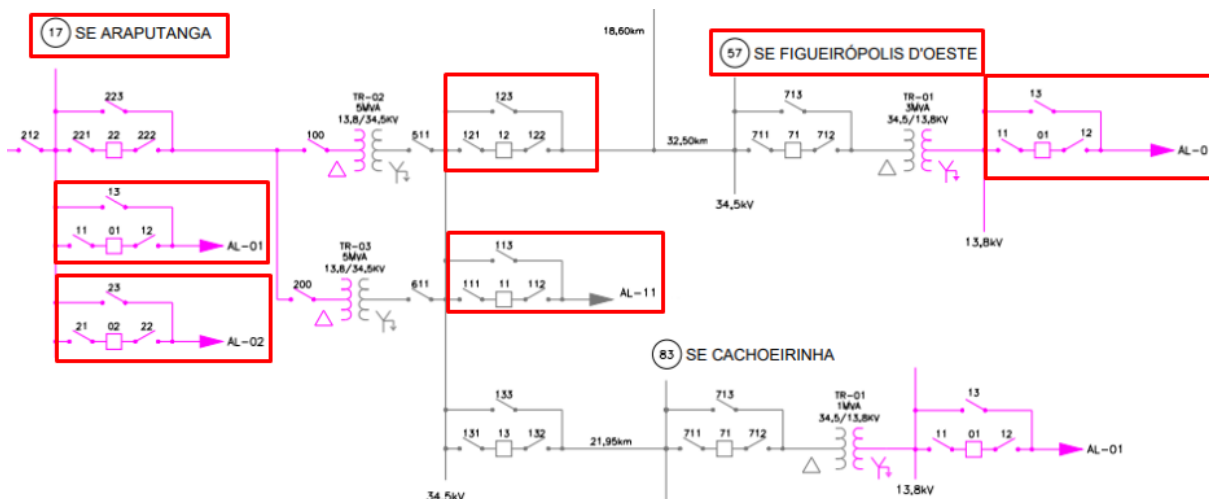 17 SE ARAPUTANGA
18,60km
57 SE FIGUEIRÓPOLIS D'OESTE
223
TR-02
5MVA
13,8/34,5KV
123
713
TR-01
3MVA
34,5/13,8KV
13
212
221 22 222
100
511
121 12 122
32,50km
711 71 712
11 01 12
AL-0
13
11 01 12
AL-01
34,5kV
13,8kV
TR-03
5MVA
13,8/34,5KV
113
23
200
611
111 11 112
AL-11
21 02 22
AL-02
83 SE CACHOEIRINHA
133
713
TR-01
1MVA
34,5/13,8KV
13
131 13 132
21,95km
711 71 712
11 01 12
AL-01
34,5kV
13,8kV